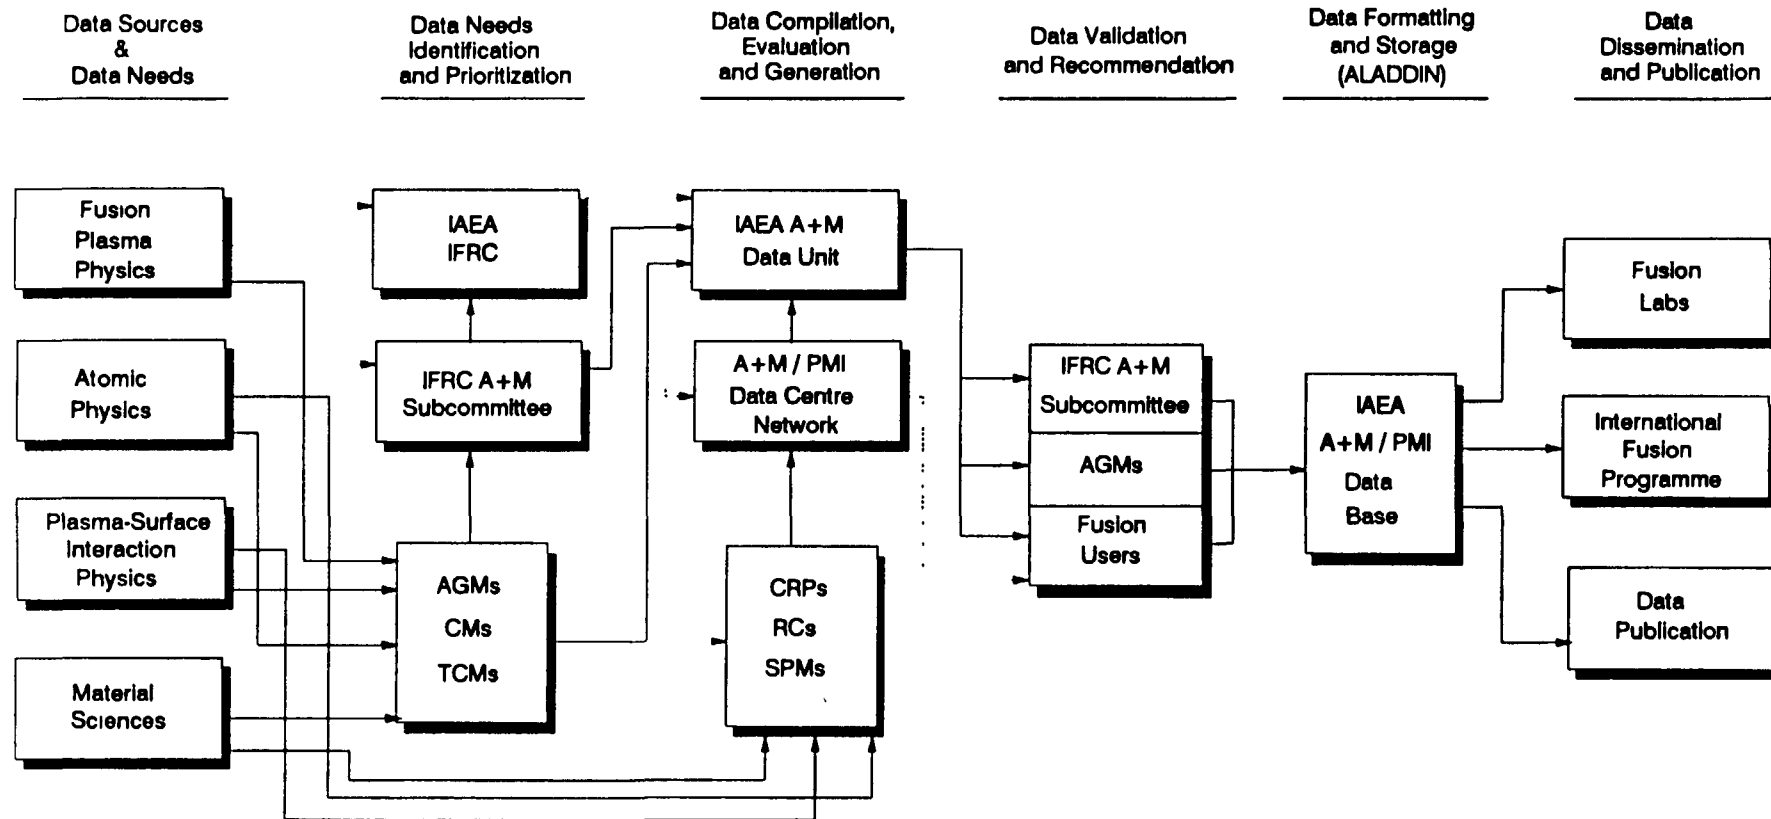 Data Sources
&
Data Needs
Data Needs
Identification
and Prioritization
Data Compilation,
Evaluation
and Generation
Data Validation
and Recommendation
Data Formatting
and Storage
(ALADDIN)
Data
Dissemination
and Publication
Fusion
Plasma
Physics
Atomic
Physics
Plasma-Surface
Interaction
Physics
Material
Sciences
IAEA
IFRC
IFRC A+M
Subcommittee
AGMs
CMs
TCMs
IAEA A+M
Data Unit
A+M / PMI
Data Centre
Network
CRPs
RCs
SPMs
IFRC A+M
Subcommittee
AGMs
Fusion
Users
IAEA
A+M / PMI
Data
Base
Fusion
Labs
International
Fusion
Programme
Data
Publication